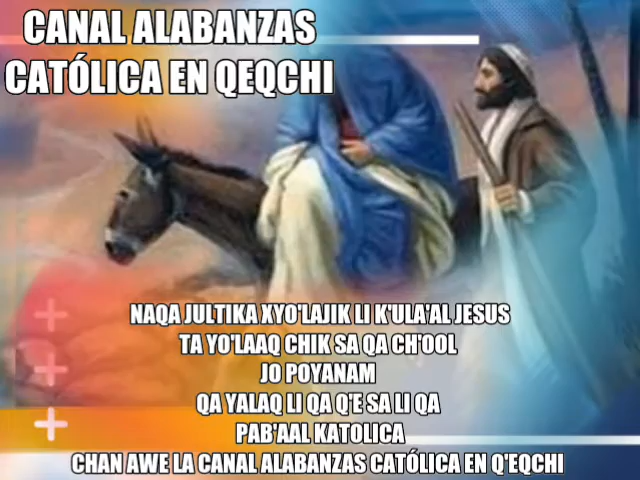 CANAL ALABANZAS
CATÓLICA EN QEQCHI
NAQA JULTIKA XYO'LAJIK LI K'ULA'AL JESUS
TA YO'LAAQ CHIK SA QA CH'OOL
JO POYANAM
QA YALAQ LI QA Q'E SA LI QA
PAB'AAL KATOLICA
CHAN AWE LA CANAL ALABANZAS CATÓLICA EN Q'EQCHI